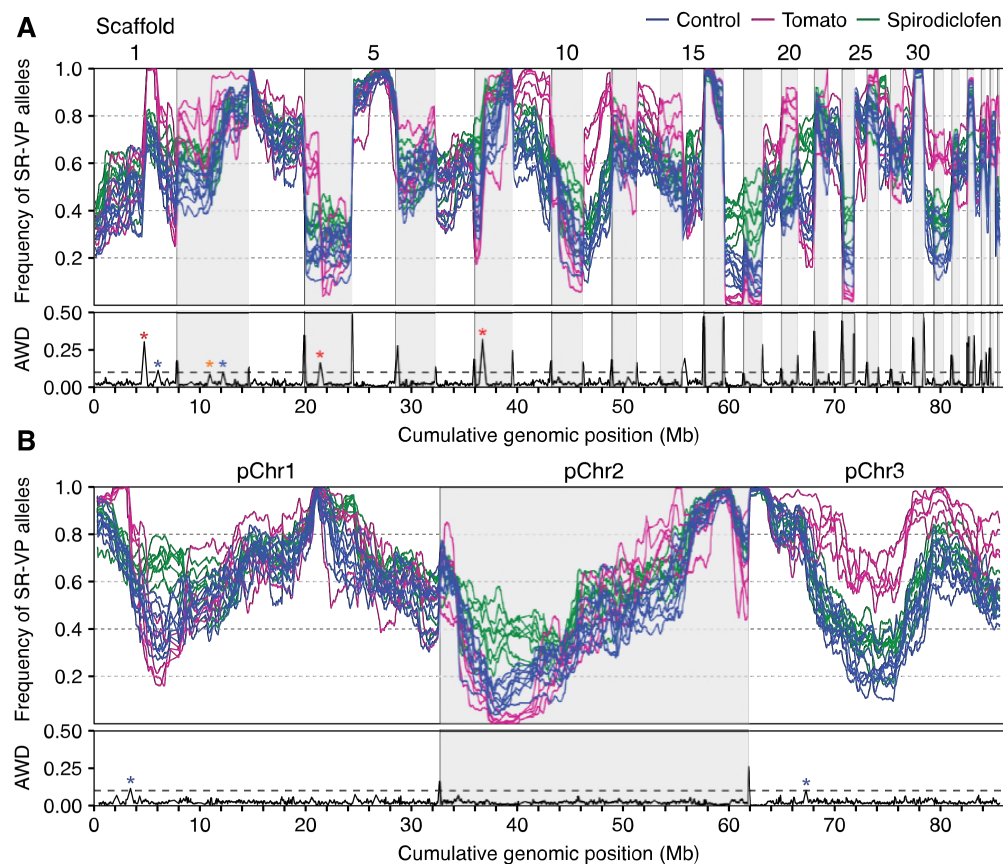 A
Scaffold
Control Tomato Spirodiclofen
1 5 10 15 20 25 30
Frequency of SR-VP alleles
1.0
0.8
0.6
0.4
0.2
AWD
0.50
0.25
0.00
* * * * * *
0 10 20 30 40 50 60 70 80
Cumulative genomic position (Mb)
B
pChr1 pChr2 pChr3
Frequency of SR-VP alleles
1.0
0.8
0.6
0.4
0.2
AWD
0.50
0.25
0.00
* *
0 10 20 30 40 50 60 70 80
Cumulative genomic position (Mb)